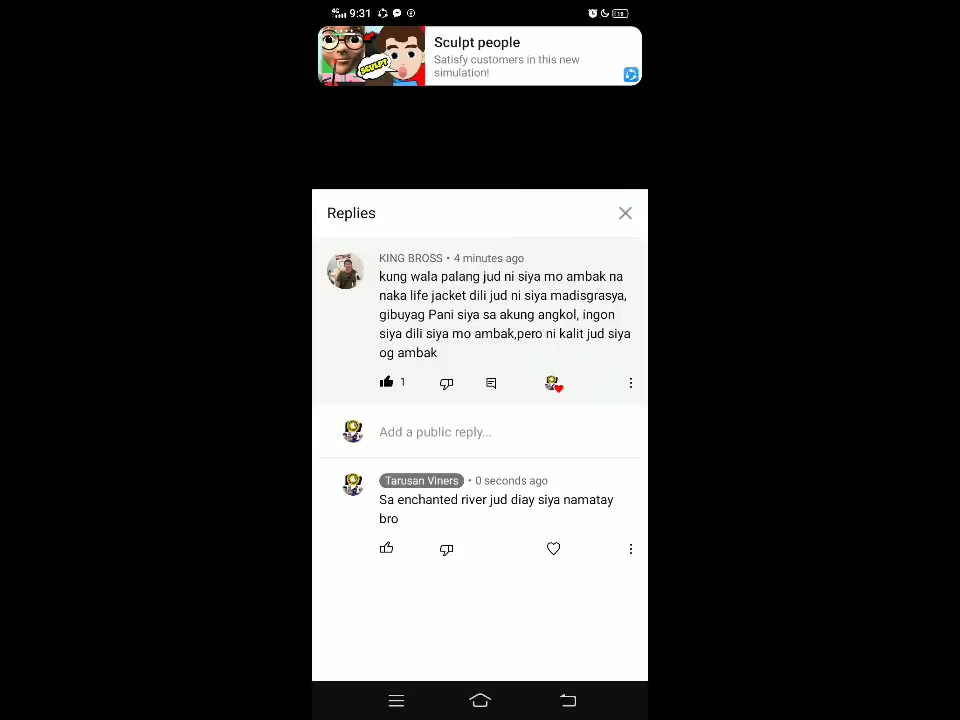 4G 9:31 19
SCULPT
Sculpt people
Satisfy customers in this new
simulation!
Replies
KING BROSS • 4 minutes ago
kung wala palang jud ni siya mo ambak na
naka life jacket dili jud ni siya madisgrasya,
gibuyag Pani siya sa akung angkol, ingon
siya dili siya mo ambak,pero ni kalit jud siya
og ambak
1
Add a public reply...
Tarusan Viners • 0 seconds ago
Sa enchanted river jud diay siya namatay
bro